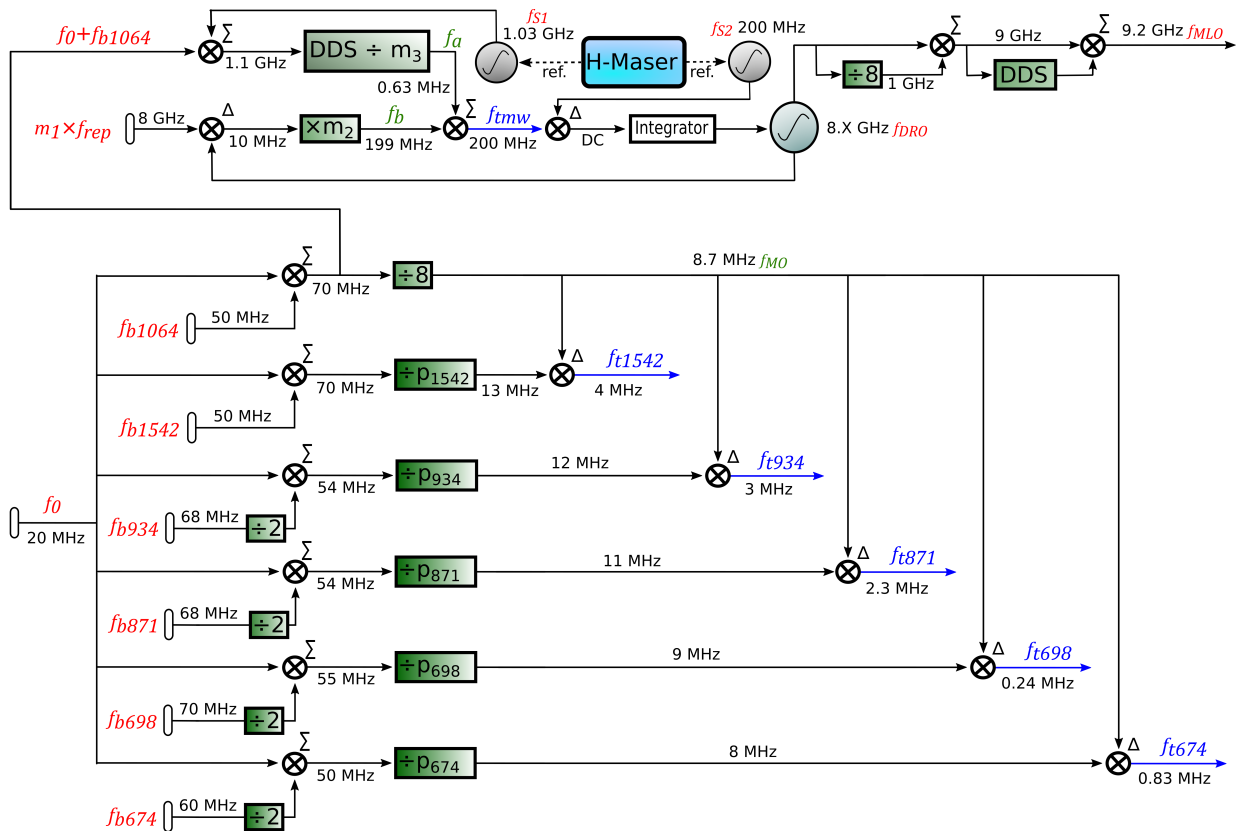 f0+fb1064
Σ
1.1 GHz
DDS ÷ m3
fa
0.63 MHz
fS1
1.03 GHz
ref.
H-Maser
ref.
fS2 200 MHz
÷8
1 GHz
Σ
9 GHz
DDS
Σ
9.2 GHz fMLO
m1×frep
8 GHz
Δ
10 MHz
×m2
fb
199 MHz
Σ
ftmw
200 MHz
Δ
DC
Integrator
8.X GHz fDRO
fb1064
50 MHz
Σ
70 MHz
÷8
8.7 MHz fMO
fb1542
50 MHz
Σ
70 MHz
÷p1542
13 MHz
Δ
ft1542
4 MHz
f0
20 MHz
fb934
68 MHz
÷2
Σ
54 MHz
÷p934
12 MHz
Δ
ft934
3 MHz
fb871
68 MHz
÷2
Σ
54 MHz
÷p871
11 MHz
Δ
ft871
2.3 MHz
fb698
70 MHz
÷2
Σ
55 MHz
÷p698
9 MHz
Δ
ft698
0.24 MHz
fb674
60 MHz
÷2
Σ
50 MHz
÷p674
8 MHz
Δ
ft674
0.83 MHz